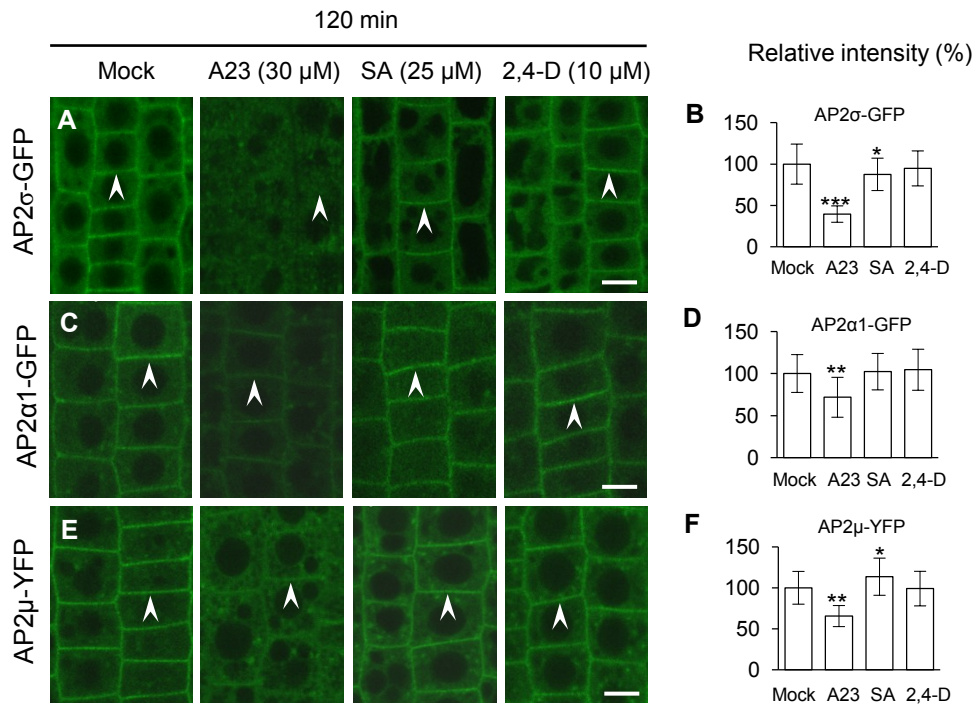 120 min
Relative intensity (%)
Mock A23 (30 μM) SA (25 μM) 2,4-D (10 μM)
AP2σ-GFP
A
B
AP2σ-GFP
150
100
50
0
*
***
Mock A23 SA 2,4-D
AP2α1-GFP
C
D
AP2α1-GFP
150
100
50
0
**
Mock A23 SA 2,4-D
AP2μ-YFP
E
F
AP2μ-YFP
150
100
50
0
*
**
Mock A23 SA 2,4-D